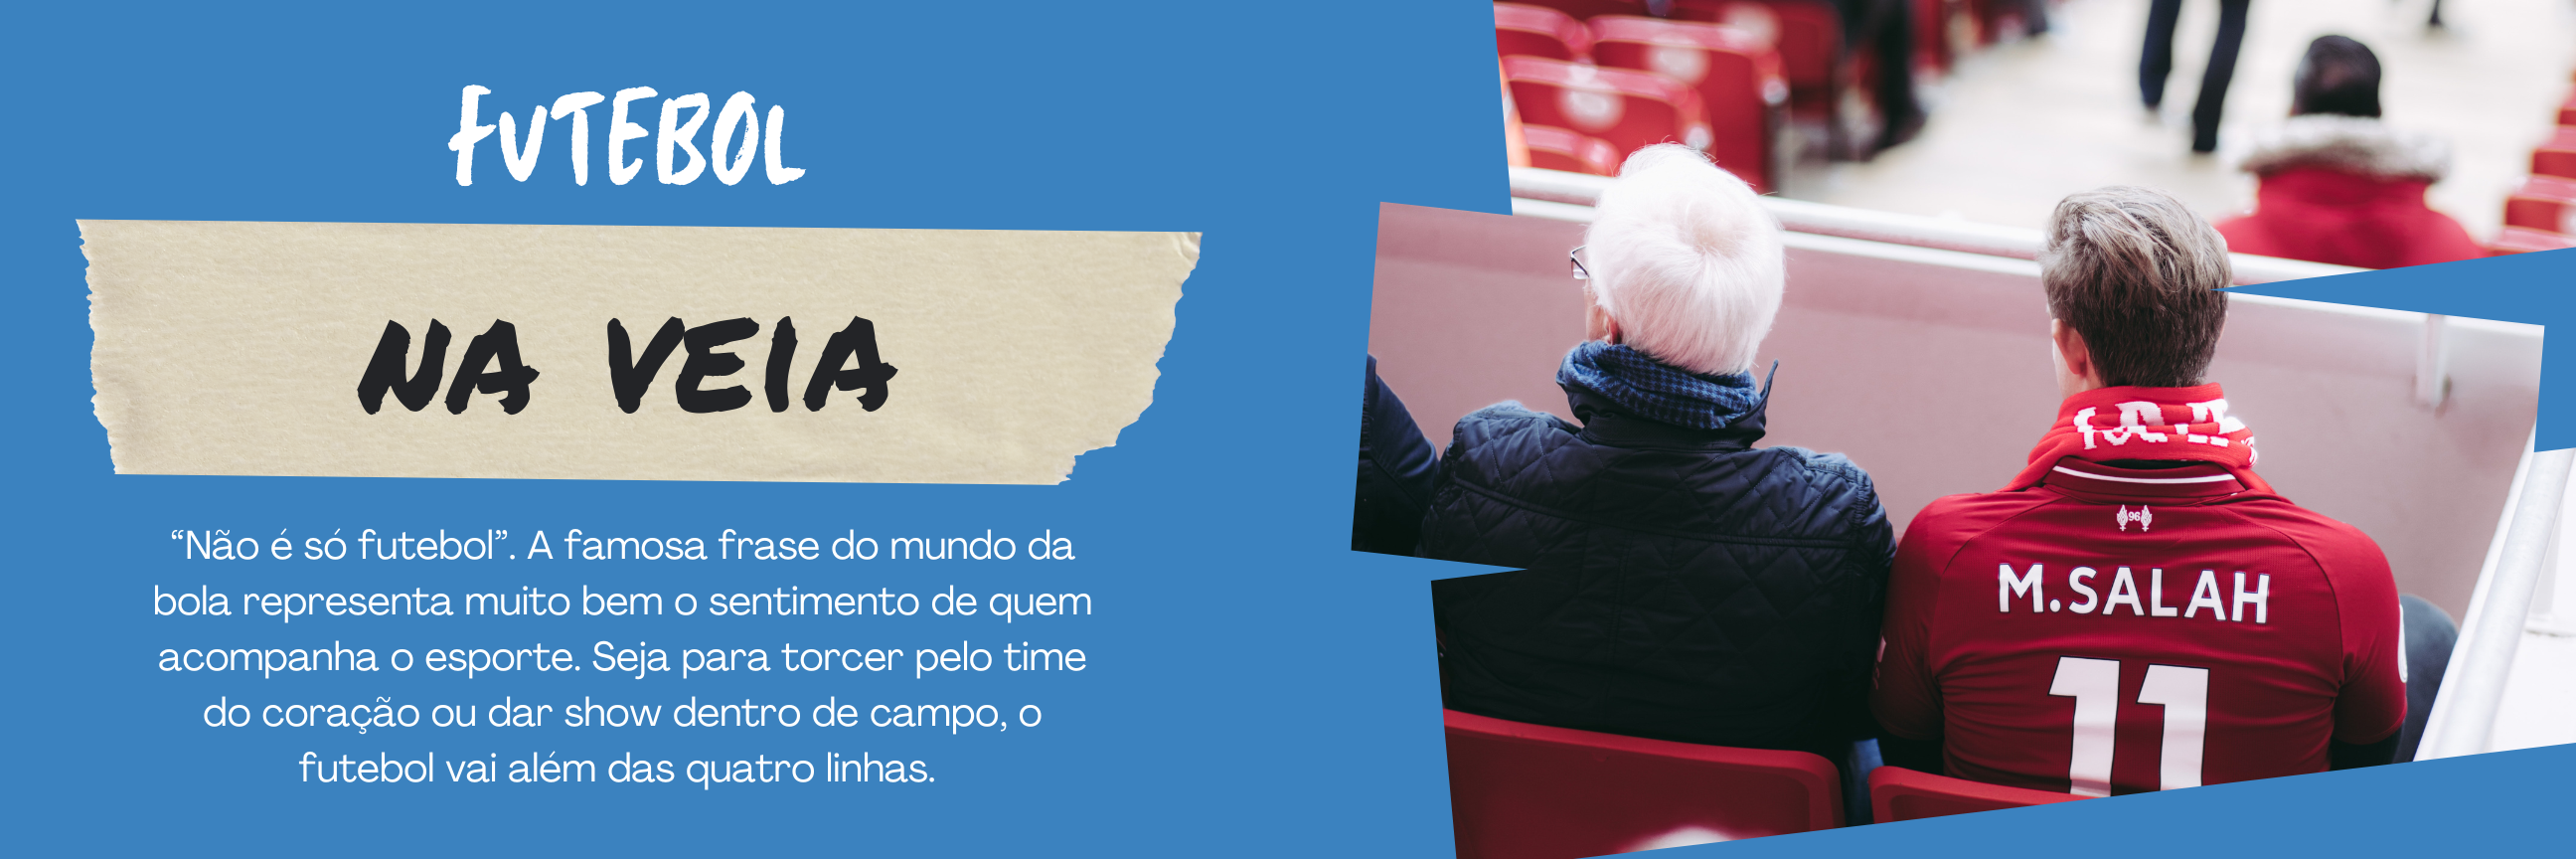 FUTEBOL
NA VEIA
“Não é só futebol”. A famosa frase do mundo da
bola representa muito bem o sentimento de quem
acompanha o esporte. Seja para torcer pelo time
do coração ou dar show dentro de campo, o
futebol vai além das quatro linhas.
96
M.SALAH
11